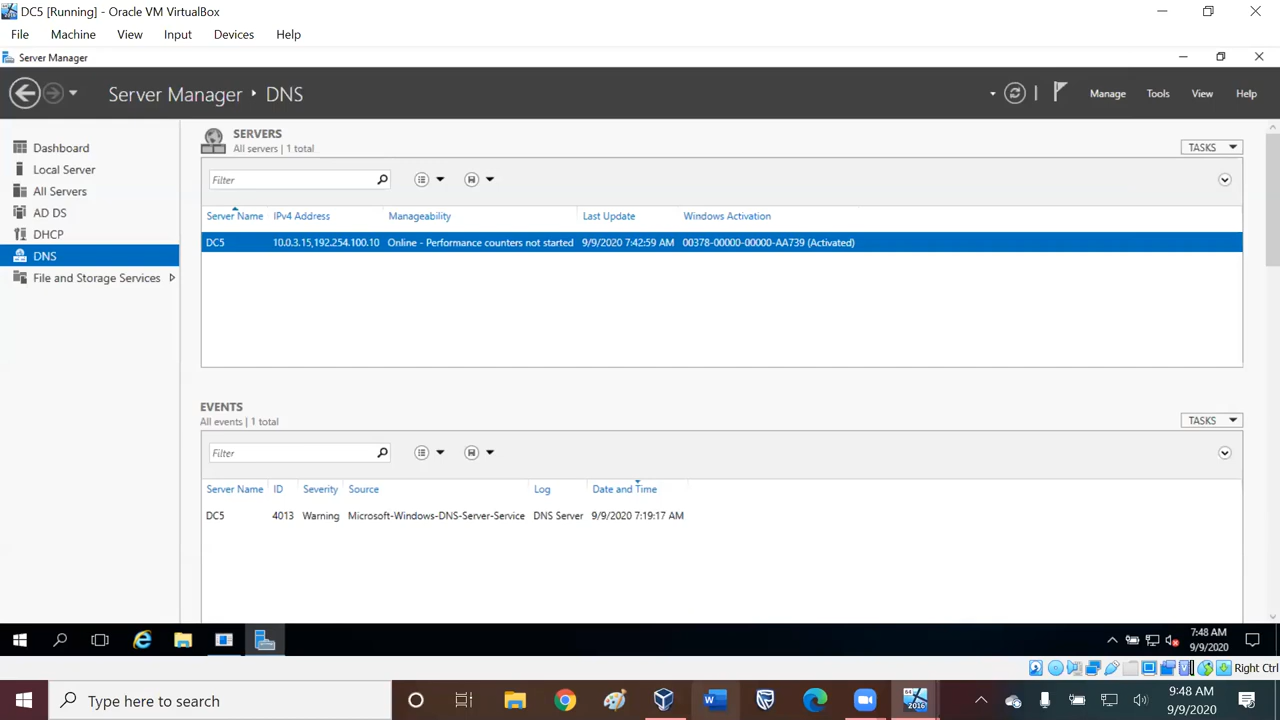 DC5 [Running] - Oracle VM VirtualBox
File Machine View Input Devices Help
Server Manager
Server Manager ‣ DNS
Manage Tools View Help
Dashboard
Local Server
All Servers
AD DS
DHCP
DNS
File and Storage Services
SERVERS
All servers | 1 total
TASKS
Filter
Server Name IPv4 Address Manageability Last Update Windows Activation
DC5 10.0.3.15,192.254.100.10 Online - Performance counters not started 9/9/2020 7:42:59 AM 00378-00000-00000-AA739 (Activated)
EVENTS
All events | 1 total
TASKS
Filter
Server Name ID Severity Source Log Date and Time
DC5 4013 Warning Microsoft-Windows-DNS-Server-Service DNS Server 9/9/2020 7:19:17 AM
7:48 AM
9/9/2020
Right Ctrl
Type here to search
2016
9:48 AM
9/9/2020